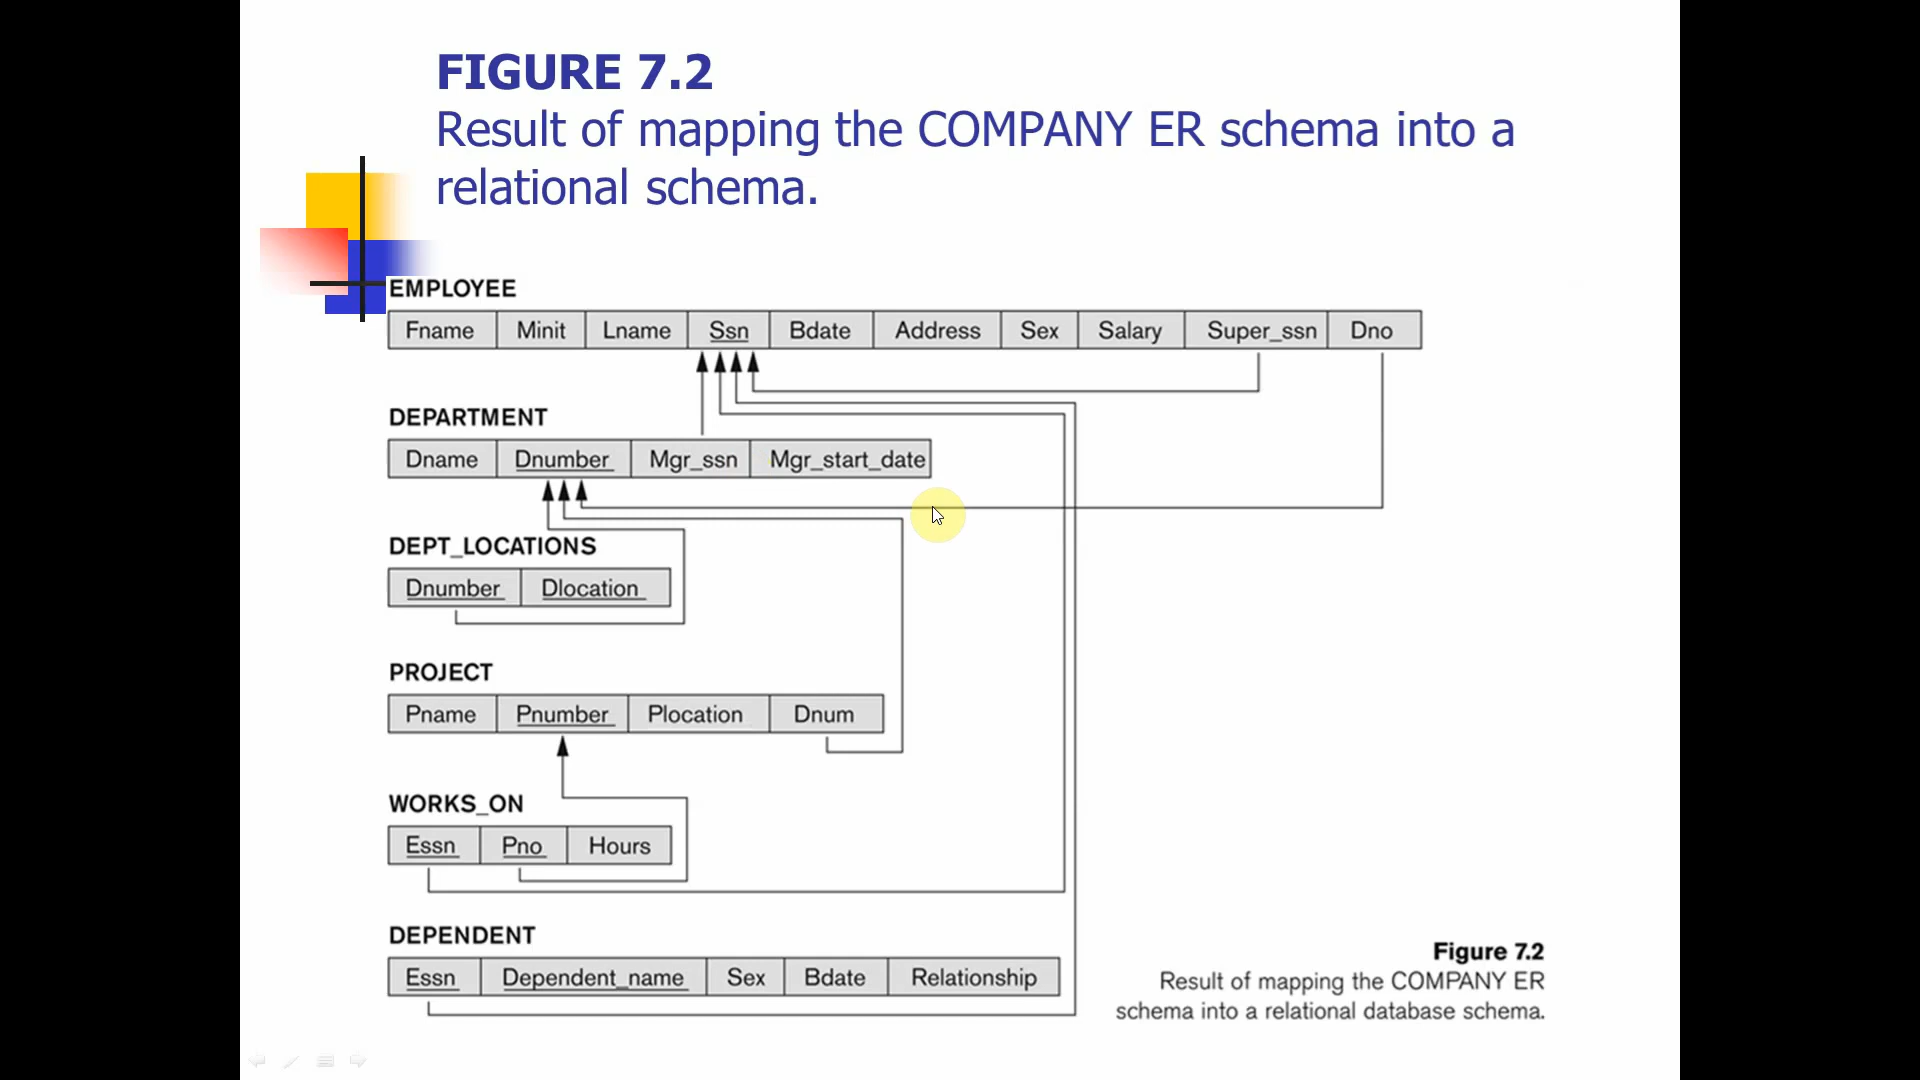 FIGURE 7.2
Result of mapping the COMPANY ER schema into a
relational schema.
EMPLOYEE
Fname Minit Lname Ssn Bdate Address Sex Salary Super_ssn Dno
DEPARTMENT
Dname Dnumber Mgr_ssn Mgr_start_date
DEPT_LOCATIONS
Dnumber Dlocation
PROJECT
Pname Pnumber Plocation Dnum
WORKS_ON
Essn Pno Hours
DEPENDENT
Essn Dependent_name Sex Bdate Relationship
Figure 7.2
Result of mapping the COMPANY ER
schema into a relational database schema.